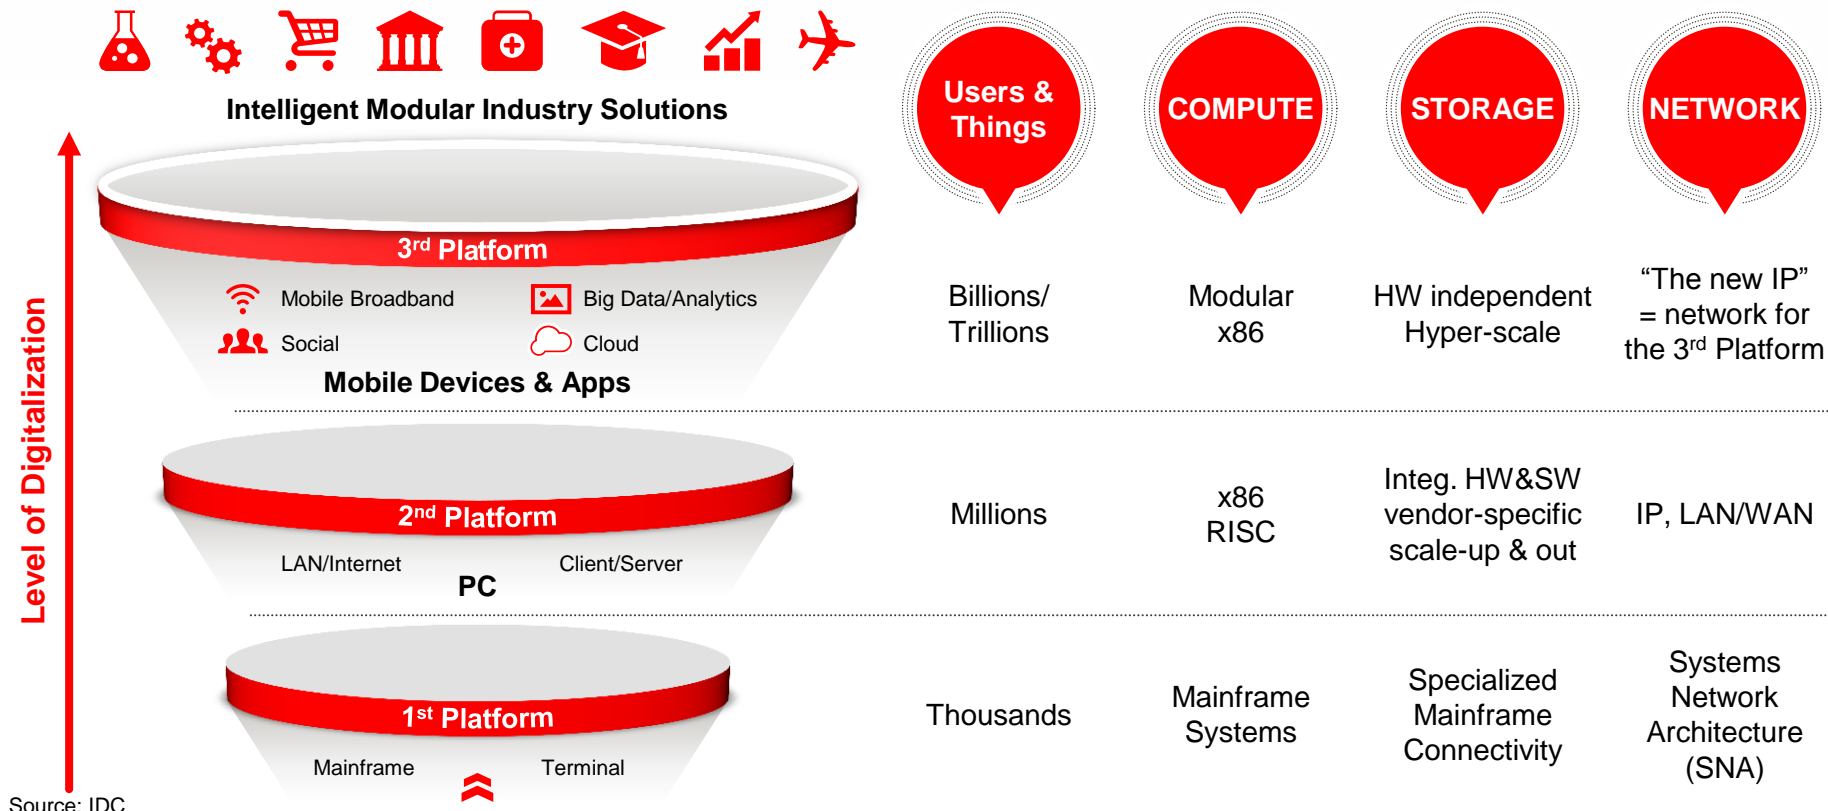 Intelligent Modular Industry Solutions
Users &
Things
COMPUTE
STORAGE
NETWORK
Level of Digitalization
3rd Platform
Mobile Broadband
Big Data/Analytics
Social
Cloud
Mobile Devices & Apps
Billions/
Trillions
Modular
x86
HW independent
Hyper-scale
“The new IP”
= network for
the 3rd Platform
2nd Platform
LAN/Internet
Client/Server
PC
Millions
x86
RISC
Integ. HW&SW
vendor-specific
scale-up & out
IP, LAN/WAN
1st Platform
Mainframe
Terminal
Thousands
Mainframe
Systems
Specialized
Mainframe
Connectivity
Systems
Network
Architecture
(SNA)
Source: IDC